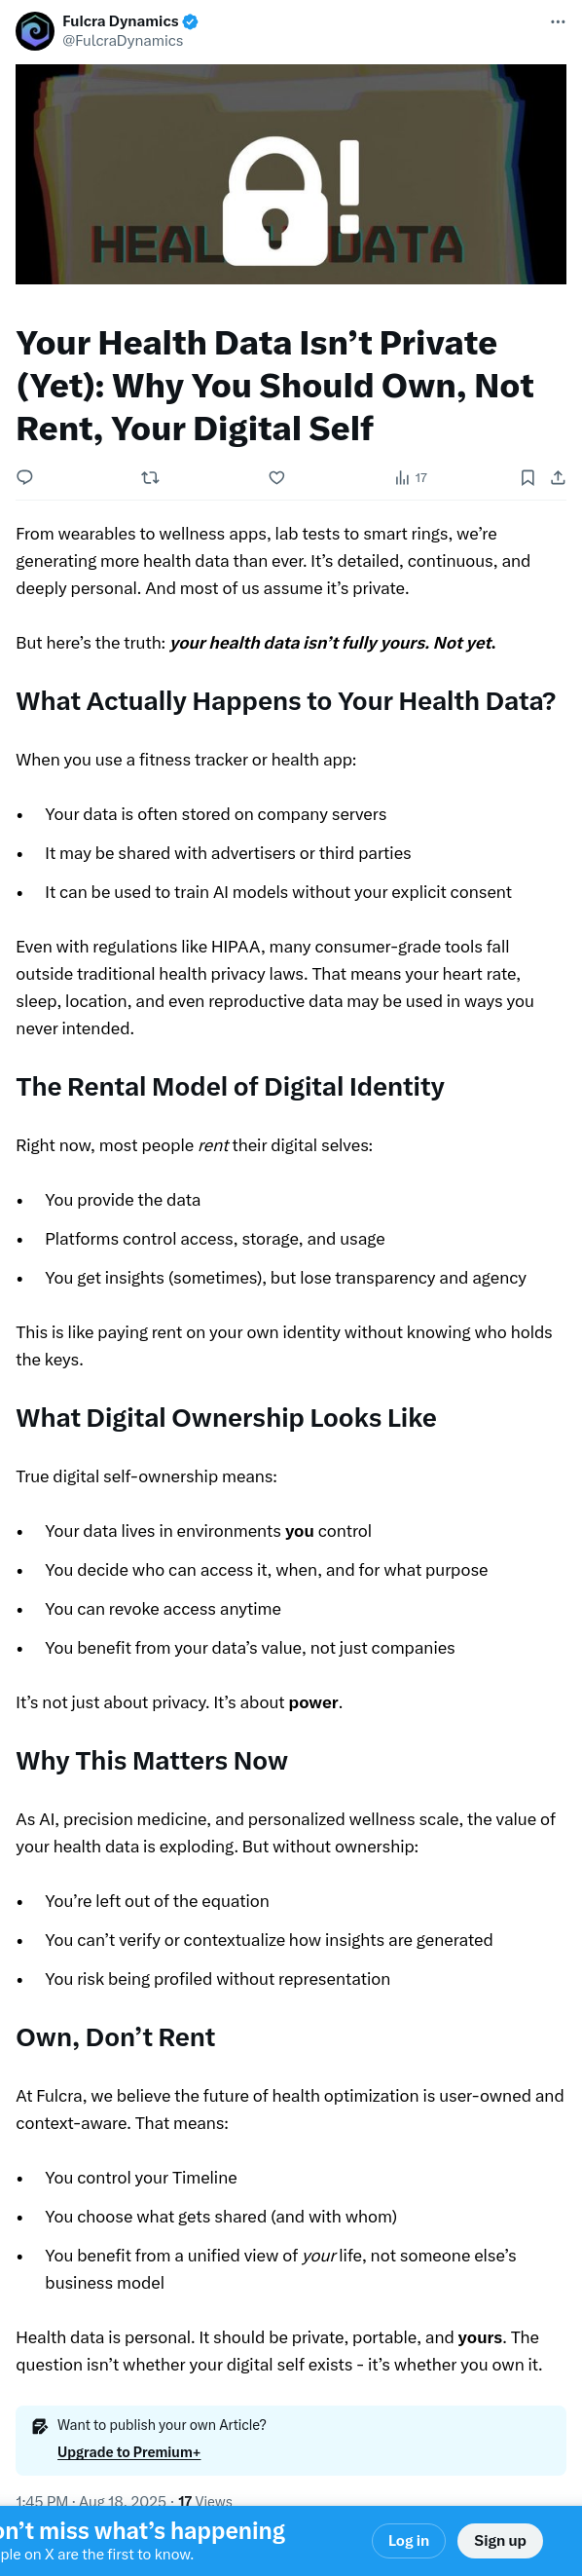 Fulcra Dynamics
@FulcraDynamics
HEALTH DATA
Your Health Data Isn’t Private
(Yet): Why You Should Own, Not
Rent, Your Digital Self
17
From wearables to wellness apps, lab tests to smart rings, we’re
generating more health data than ever. It’s detailed, continuous, and
deeply personal. And most of us assume it’s private.
But here’s the truth: your health data isn’t fully yours. Not yet.
What Actually Happens to Your Health Data?
When you use a fitness tracker or health app:
• Your data is often stored on company servers
• It may be shared with advertisers or third parties
• It can be used to train AI models without your explicit consent
Even with regulations like HIPAA, many consumer-grade tools fall
outside traditional health privacy laws. That means your heart rate,
sleep, location, and even reproductive data may be used in ways you
never intended.
The Rental Model of Digital Identity
Right now, most people rent their digital selves:
• You provide the data
• Platforms control access, storage, and usage
• You get insights (sometimes), but lose transparency and agency
This is like paying rent on your own identity without knowing who holds
the keys.
What Digital Ownership Looks Like
True digital self-ownership means:
• Your data lives in environments you control
• You decide who can access it, when, and for what purpose
• You can revoke access anytime
• You benefit from your data’s value, not just companies
It’s not just about privacy. It’s about power.
Why This Matters Now
As AI, precision medicine, and personalized wellness scale, the value of
your health data is exploding. But without ownership:
• You’re left out of the equation
• You can’t verify or contextualize how insights are generated
• You risk being profiled without representation
Own, Don’t Rent
At Fulcra, we believe the future of health optimization is user-owned and
context-aware. That means:
• You control your Timeline
• You choose what gets shared (and with whom)
• You benefit from a unified view of your life, not someone else’s
business model
Health data is personal. It should be private, portable, and yours. The
question isn’t whether your digital self exists - it’s whether you own it.
Want to publish your own Article?
Upgrade to Premium+
1:45 PM · Aug 18, 2025 · 17 Views
on’t miss what’s happening
ple on X are the first to know.
Log in
Sign up